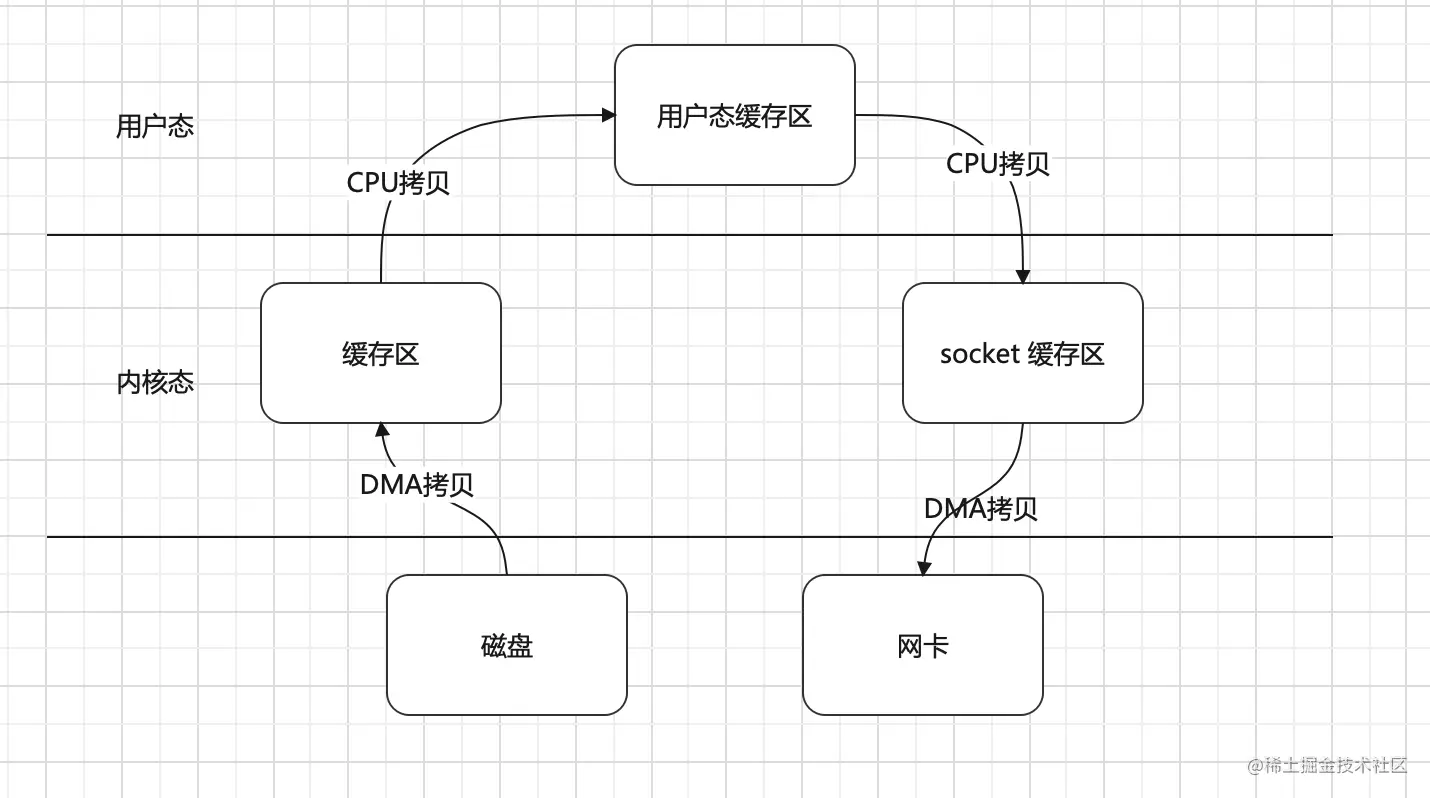 用户态缓存区
用户态
CPU拷贝
CPU拷贝
缓存区
socket 缓存区
内核态
DMA拷贝
DMA拷贝
磁盘
网卡
@稀土掘金技术社区